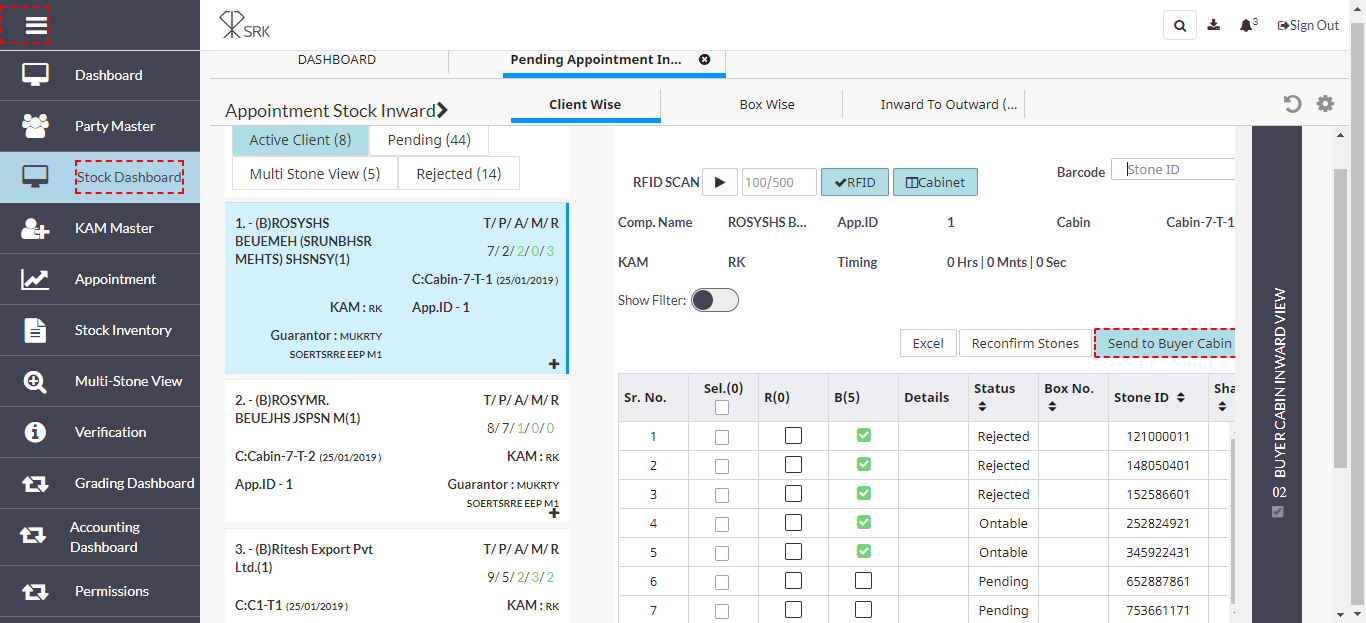 SRK
3
Sign Out
Dashboard
Party Master
Stock Dashboard
KAM Master
Appointment
Stock Inventory
Multi-Stone View
Verification
Grading Dashboard
Accounting
Dashboard
Permissions
DASHBOARD
Pending Appointment In...
Appointment Stock Inward
Client Wise
Box Wise
Inward To Outward (...
Active Client (8)
Pending (44)
Multi Stone View (5)
Rejected (14)
1. - (B)ROSYSHS
BEUEMEH (SRUNBHSR
MEHTS) SHSNSY(1)
T/ P/ A/ M/ R
7/ 2/ 2/ 0/ 3
C:Cabin-7-T-1 (25/01/2019 )
KAM : RK
App.ID - 1
Guarantor : MUKRTY
SOERTSRRE EEP M1
2. - (B)ROSYMR.
BEUEJHS JSPSN M(1)
T/ P/ A/ M/ R
8/ 7/ 1/ 0/ 0
C:Cabin-7-T-2 (25/01/2019 )
KAM : RK
App.ID - 1
Guarantor : MUKRTY
SOERTSRRE EEP M1
3. - (B)Ritesh Export Pvt
Ltd.(1)
T/ P/ A/ M/ R
9/ 5/ 2/ 3/ 2
C:C1-T1 (25/01/2019 )
KAM : RK
RFID SCAN
100/500
RFID
Cabinet
Barcode
Stone ID
Comp. Name
ROSYSHS B...
App.ID
1
Cabin
Cabin-7-T-1
KAM
RK
Timing
0 Hrs | 0 Mnts | 0 Sec
Show Filter:
Excel
Reconfirm Stones
Send to Buyer Cabin
Sr. No. Sel.(0) R(0) B(5) Details Status Box No. Stone ID Sha
1 Rejected 121000011
2 Rejected 148050401
3 Rejected 152586601
4 Ontable 252824921
5 Ontable 345922431
6 Pending 652887861
7 Pending 753661171
BUYER CABIN INWARD VIEW
02